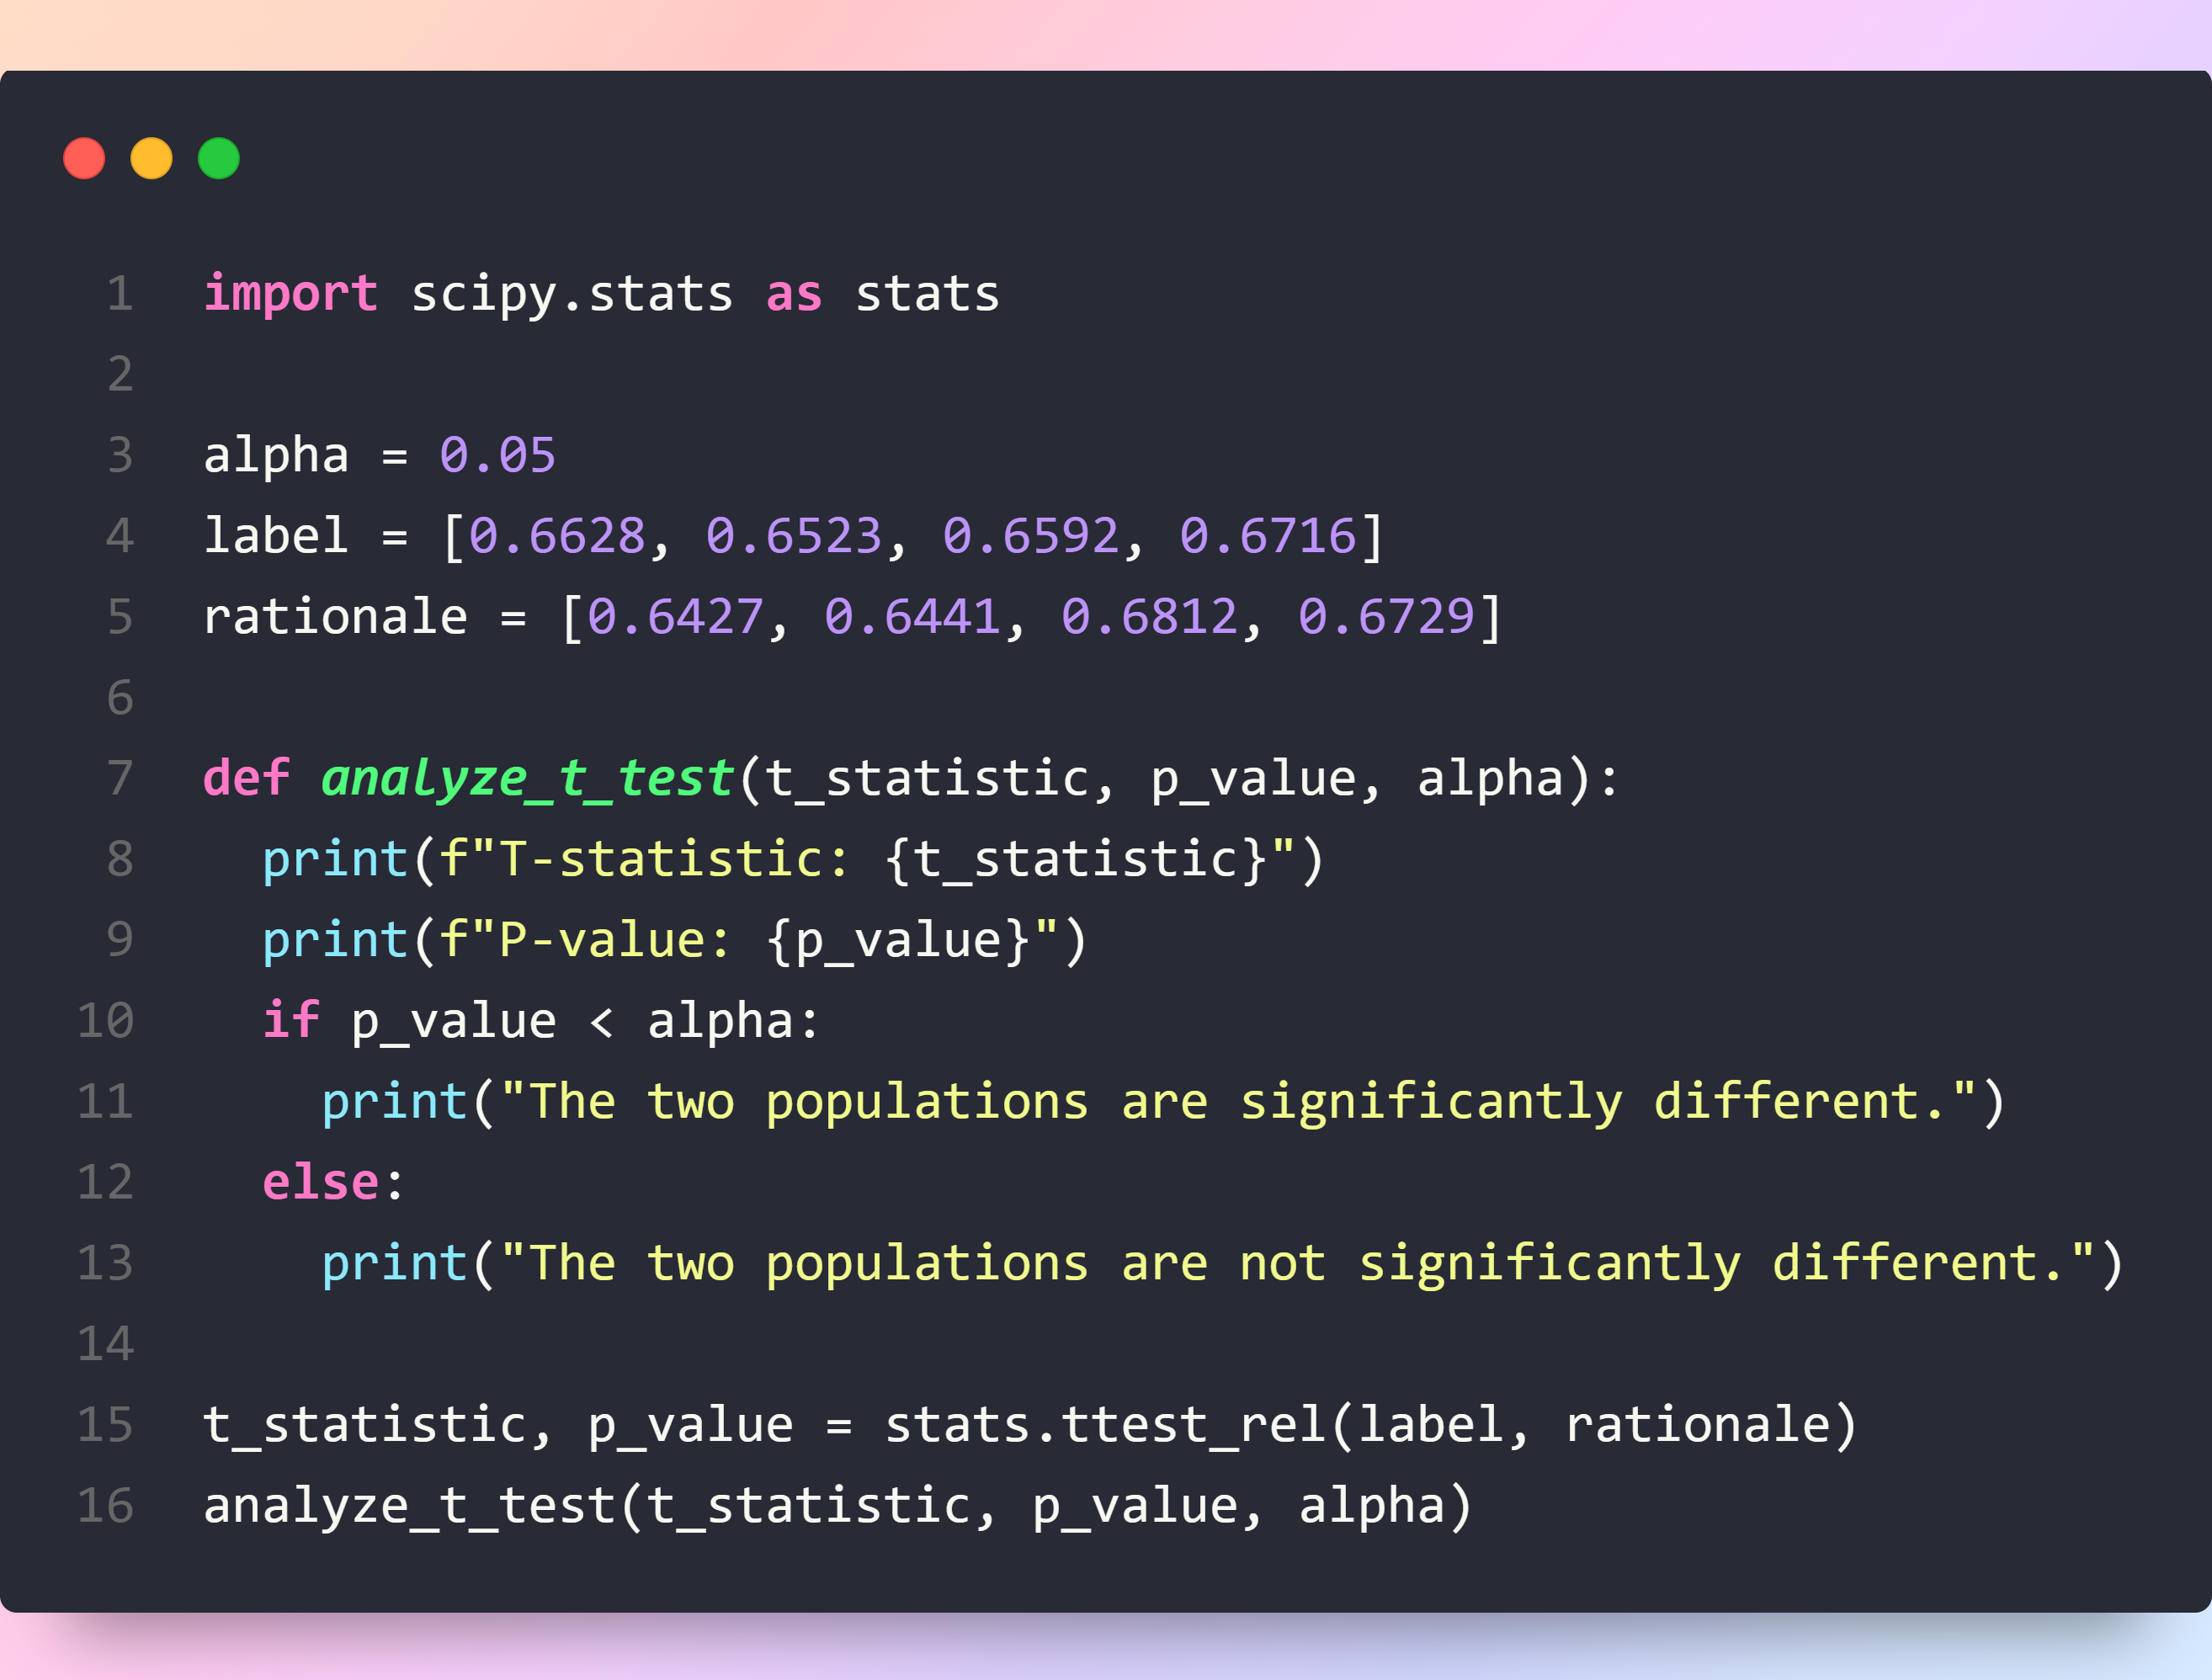 1 import scipy.stats as stats
2
3 alpha = 0.05
4 label = [0.6628, 0.6523, 0.6592, 0.6716]
5 rationale = [0.6427, 0.6441, 0.6812, 0.6729]
6
7 def analyze_t_test(t_statistic, p_value, alpha):
8   print(f"T-statistic: {t_statistic}")
9   print(f"P-value: {p_value}")
10   if p_value < alpha:
11     print("The two populations are significantly different.")
12   else:
13     print("The two populations are not significantly different.")
14
15 t_statistic, p_value = stats.ttest_rel(label, rationale)
16 analyze_t_test(t_statistic, p_value, alpha)